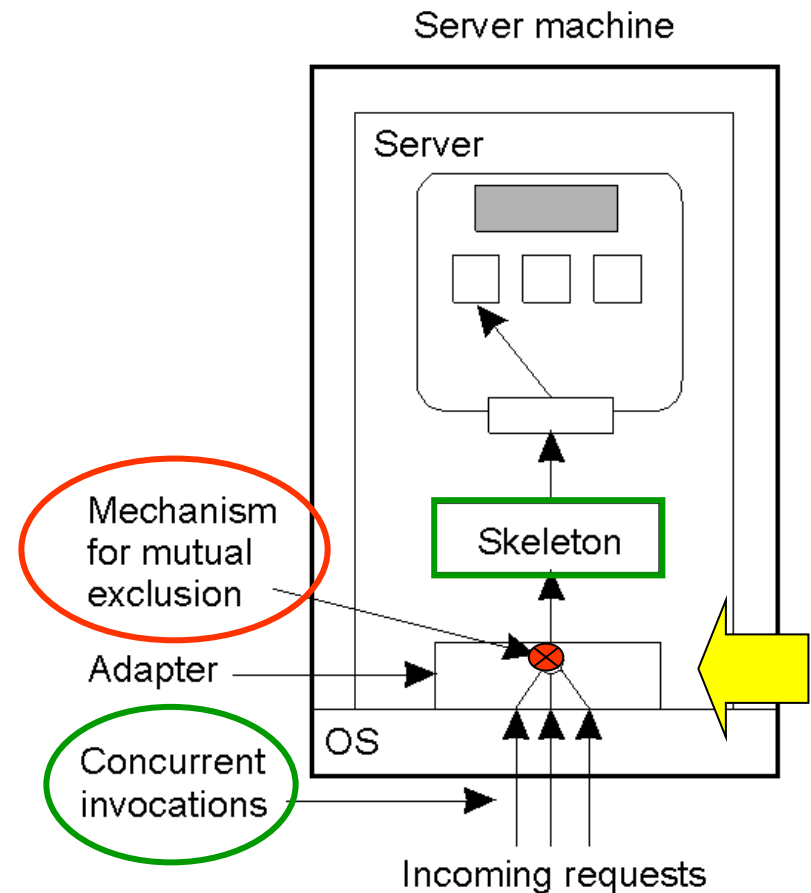 Server machine
Server
Mechanism
for mutual
exclusion
Skeleton
Adapter
OS
Concurrent
invocations
Incoming requests